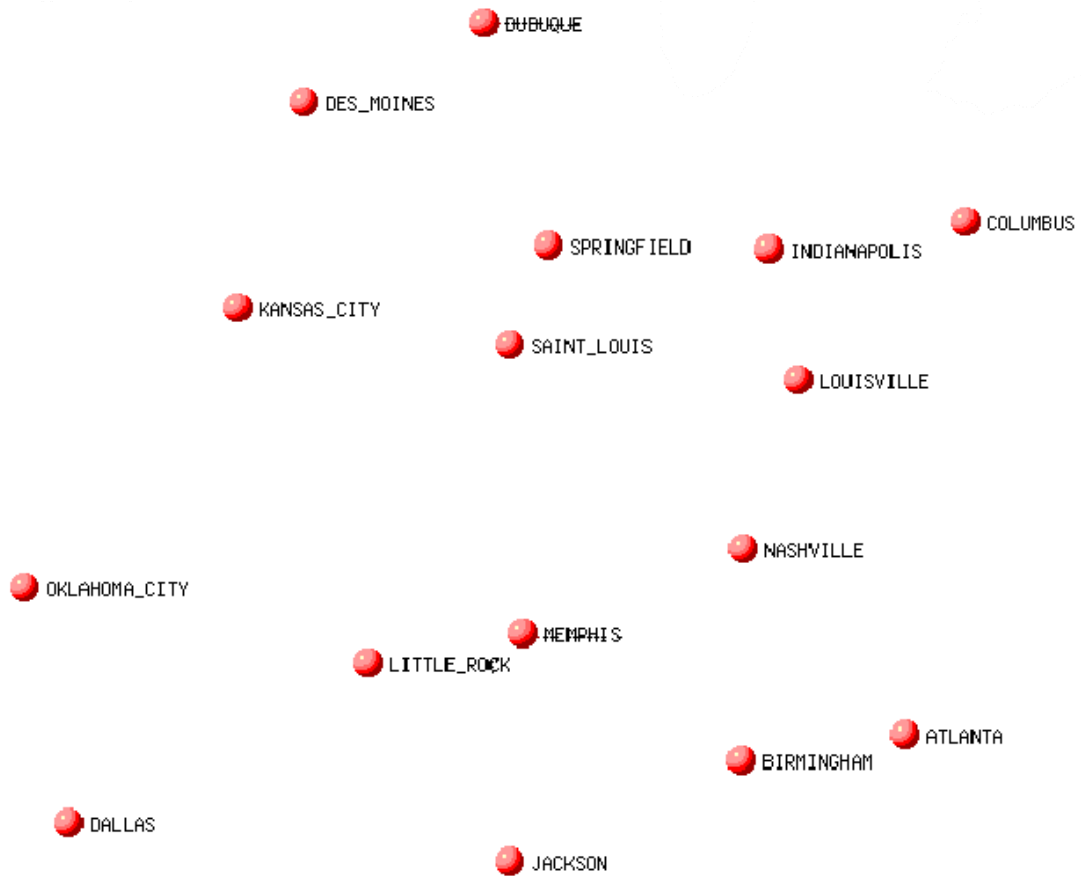 DUBUQUE
DES_MOINES
COLUMBUS
SPRINGFIELD
INDIANAPOLIS
KANSAS_CITY
SAINT_LOUIS
LOUISVILLE
NASHVILLE
OKLAHOMA_CITY
MEMPHIS
LITTLE_ROCK
ATLANTA
BIRMINGHAM
DALLAS
JACKSON